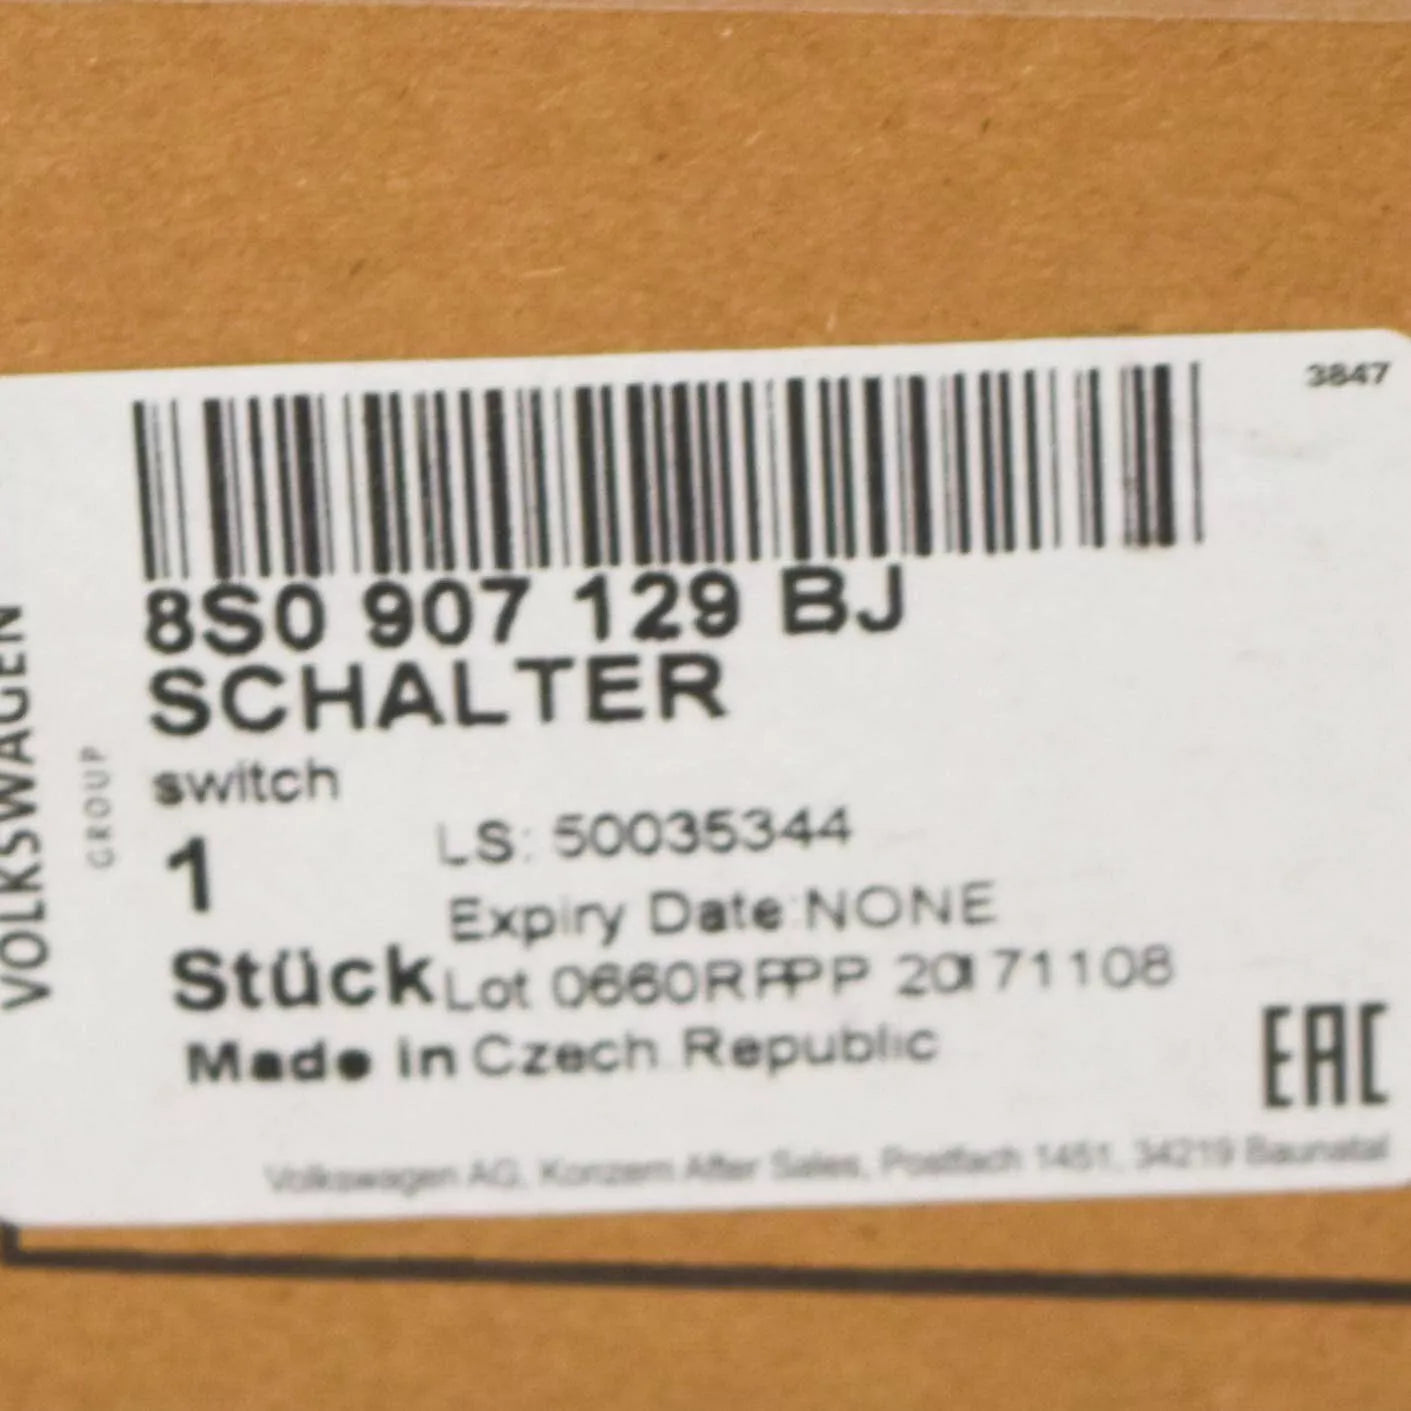 3847
8S0 907 129 BJ
SCHALTER
switch
1
LS: 50035344
Expiry Date:NONE
Stück
Lot 0660RPPPP 20171108
Made in Czech Republic
EAC
Volkswagen AG, Konzern After Sales, Postfach 1451, 34219 Baunatal
VOLKSWAGEN
GROUP